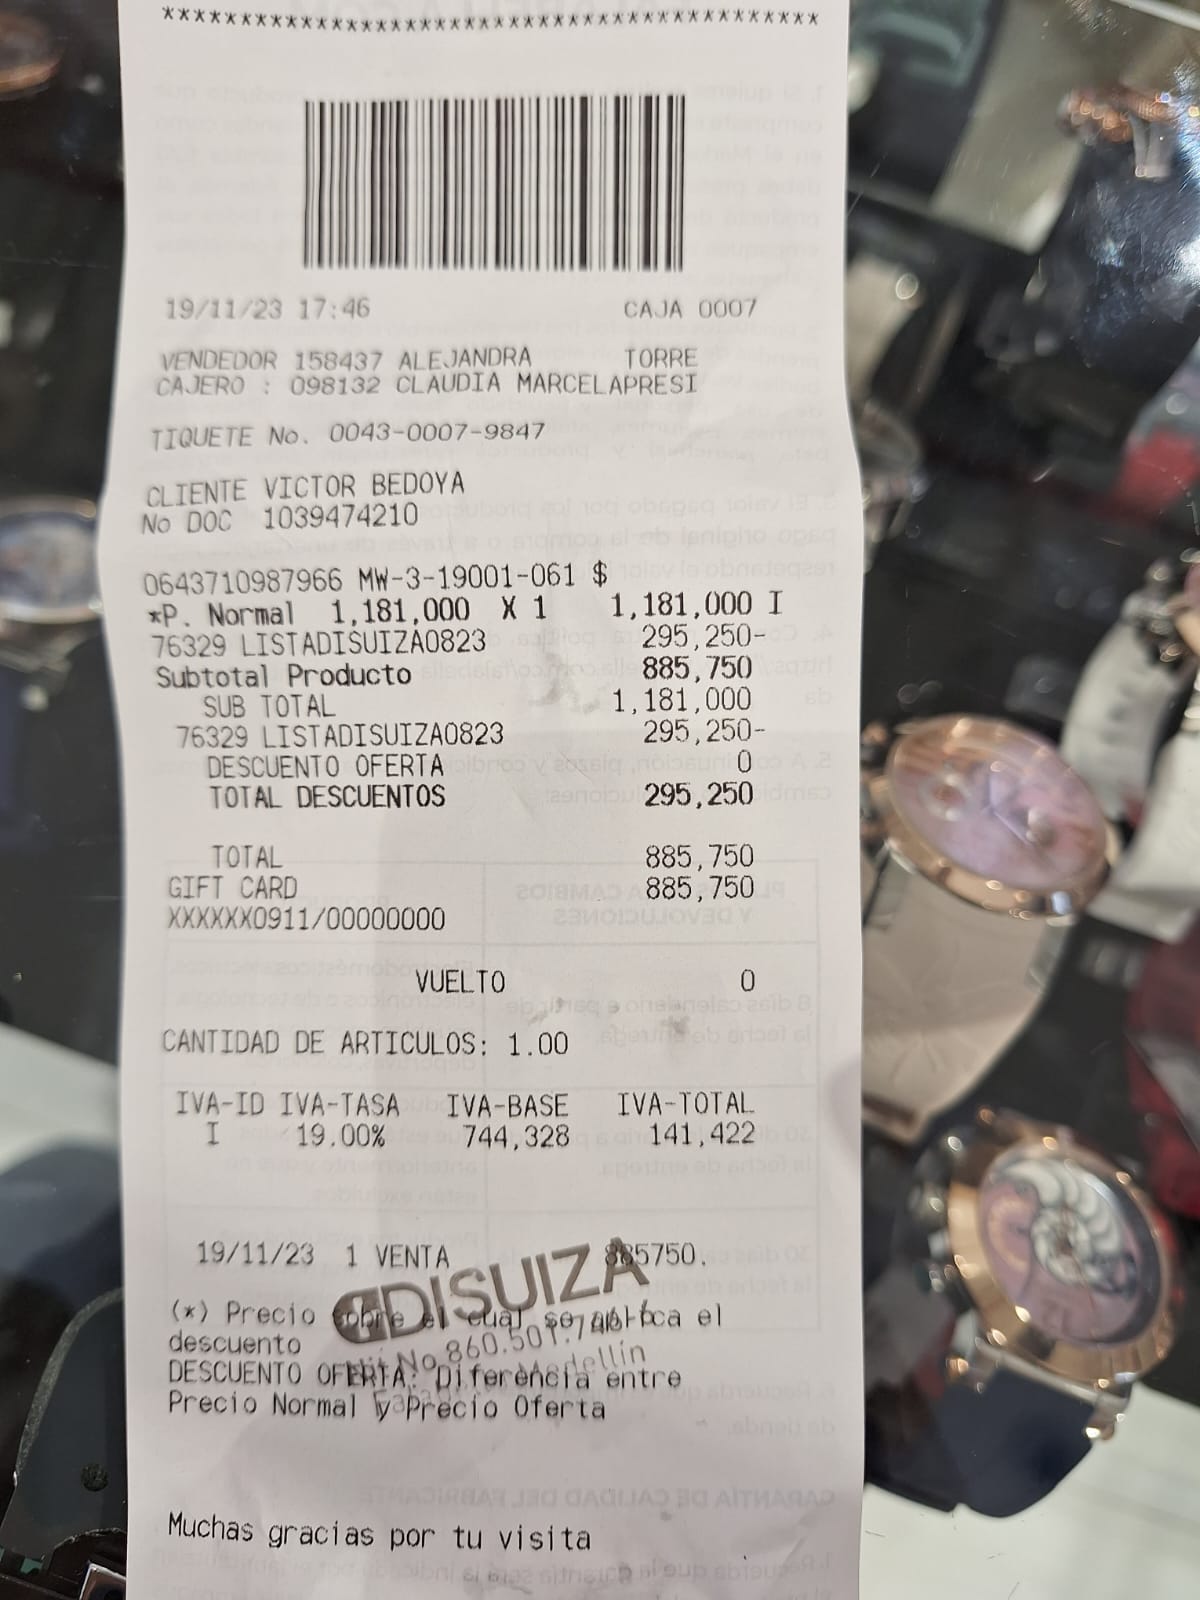 ********************************************
19/11/23 17:46 CAJA 0007
VENDEDOR 158437 ALEJANDRA TORRE
CAJERO : 098132 CLAUDIA MARCELAPRESI
TIQUETE No. 0043-0007-9847
CLIENTE VICTOR BEDOYA
No DOC 1039474210
0643710987966 MW-3-19001-061 $
*P. Normal 1,181,000 X 1 1,181,000 I
76329 LISTADISUIZA0823 295,250-
Subtotal Producto 885,750
SUB TOTAL 1,181,000
76329 LISTADISUIZA0823 295,250-
DESCUENTO OFERTA 0
TOTAL DESCUENTOS 295,250
TOTAL 885,750
GIFT CARD 885,750
XXXXXX0911/00000000
VUELTO 0
CANTIDAD DE ARTICULOS: 1.00
IVA-ID IVA-TASA IVA-BASE IVA-TOTAL
I 19.00% 744,328 141,422
19/11/23 1 VENTA 885750.
DISUIZA
(*) Precio sobre el cual se aplica el
descuento
No. 860.501.
Medellín
DESCUENTO OFERTA: Diferencia entre
Precio Normal y Precio Oferta
Muchas gracias por tu visita